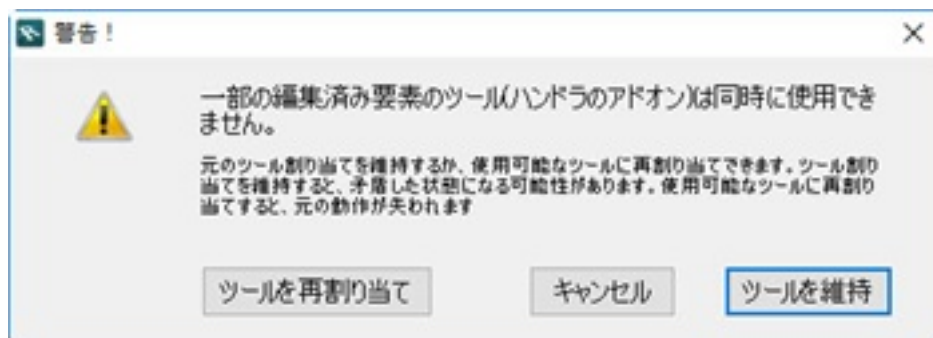 警告！
一部の編集済み要素のツール(ハンドラのアドオン)は同時に使用でき
ません。
元のツール割り当てを維持するか、使用可能なツールに再割り当てできます。ツール割り
当てを維持すると、矛盾した状態になる可能性があります。使用可能なツールに再割り
当てすると、元の動作が失われます
ツールを再割り当て
キャンセル
ツールを維持